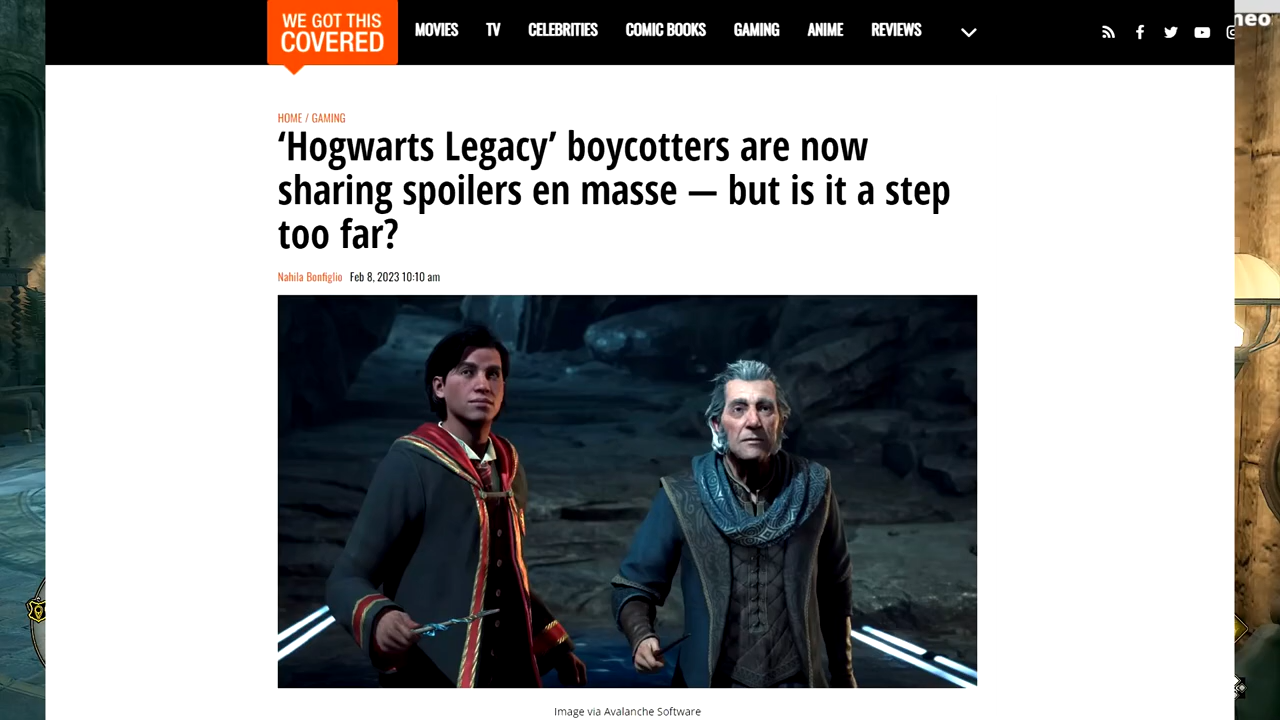 WE GOT THIS
COVERED
MOVIES TV CELEBRITIES COMIC BOOKS GAMING ANIME REVIEWS
neo
HOME / GAMING
‘Hogwarts Legacy’ boycotters are now
sharing spoilers en masse — but is it a step
too far?
Nahila Bonfiglio Feb 8, 2023 10:10 am
Image via Avalanche Software